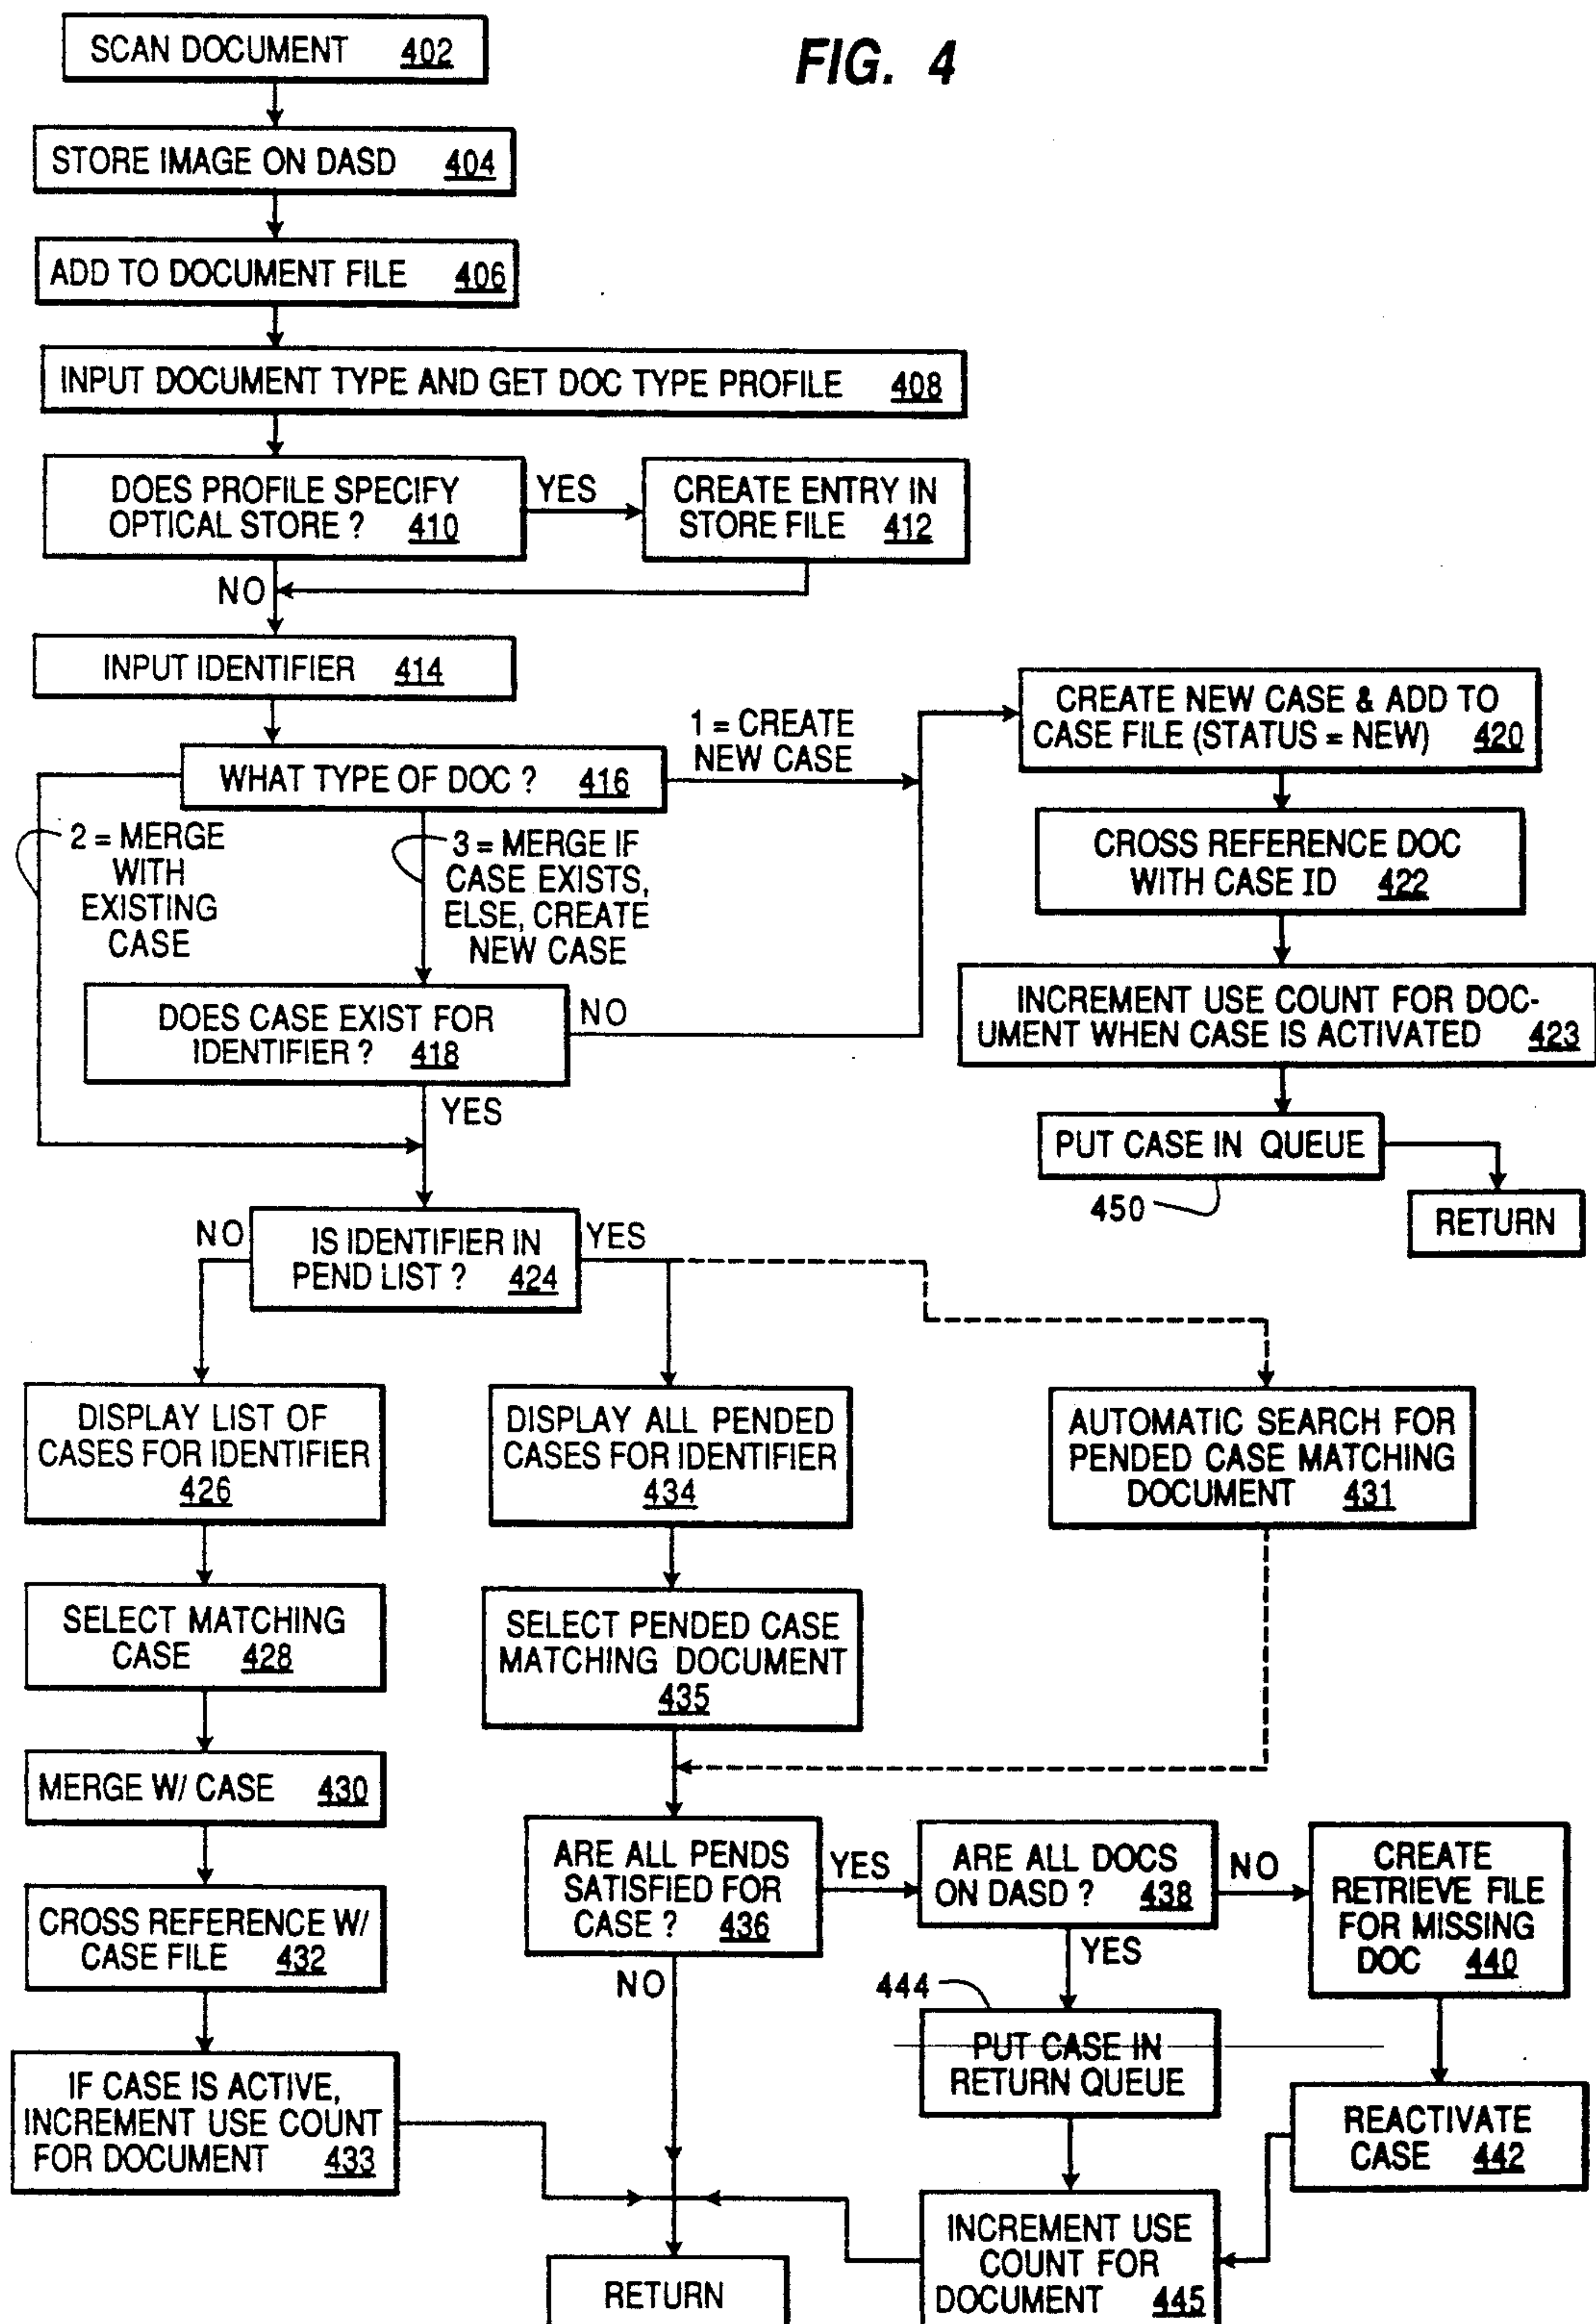 FIG. 4
SCAN DOCUMENT 402
STORE IMAGE ON DASD 404
ADD TO DOCUMENT FILE 406
INPUT DOCUMENT TYPE AND GET DOC TYPE PROFILE 408
DOES PROFILE SPECIFY
OPTICAL STORE ? 410
YES
CREATE ENTRY IN
STORE FILE 412
NO
INPUT IDENTIFIER 414
WHAT TYPE OF DOC ? 416
1 = CREATE
NEW CASE
2 = MERGE
WITH
EXISTING
CASE
3 = MERGE IF
CASE EXISTS,
ELSE, CREATE
NEW CASE
CREATE NEW CASE & ADD TO
CASE FILE (STATUS = NEW) 420
CROSS REFERENCE DOC
WITH CASE ID 422
INCREMENT USE COUNT FOR DOC-
UMENT WHEN CASE IS ACTIVATED 423
PUT CASE IN QUEUE
450
RETURN
DOES CASE EXIST FOR
IDENTIFIER ? 418
NO
YES
IS IDENTIFIER IN
PEND LIST ? 424
NO
YES
DISPLAY LIST OF
CASES FOR IDENTIFIER
426
SELECT MATCHING
CASE 428
MERGE W/ CASE 430
CROSS REFERENCE W/
CASE FILE 432
IF CASE IS ACTIVE,
INCREMENT USE COUNT
FOR DOCUMENT 433
DISPLAY ALL PENDED
CASES FOR IDENTIFIER
434
SELECT PENDED CASE
MATCHING DOCUMENT
435
AUTOMATIC SEARCH FOR
PENDED CASE MATCHING
DOCUMENT 431
ARE ALL PENDS
SATISFIED FOR
CASE ? 436
YES
NO
ARE ALL DOCS
ON DASD ? 438
NO
YES
CREATE
RETRIEVE FILE
FOR MISSING
DOC 440
444
PUT CASE IN
RETURN QUEUE
REACTIVATE
CASE 442
INCREMENT USE
COUNT FOR
DOCUMENT 445
RETURN